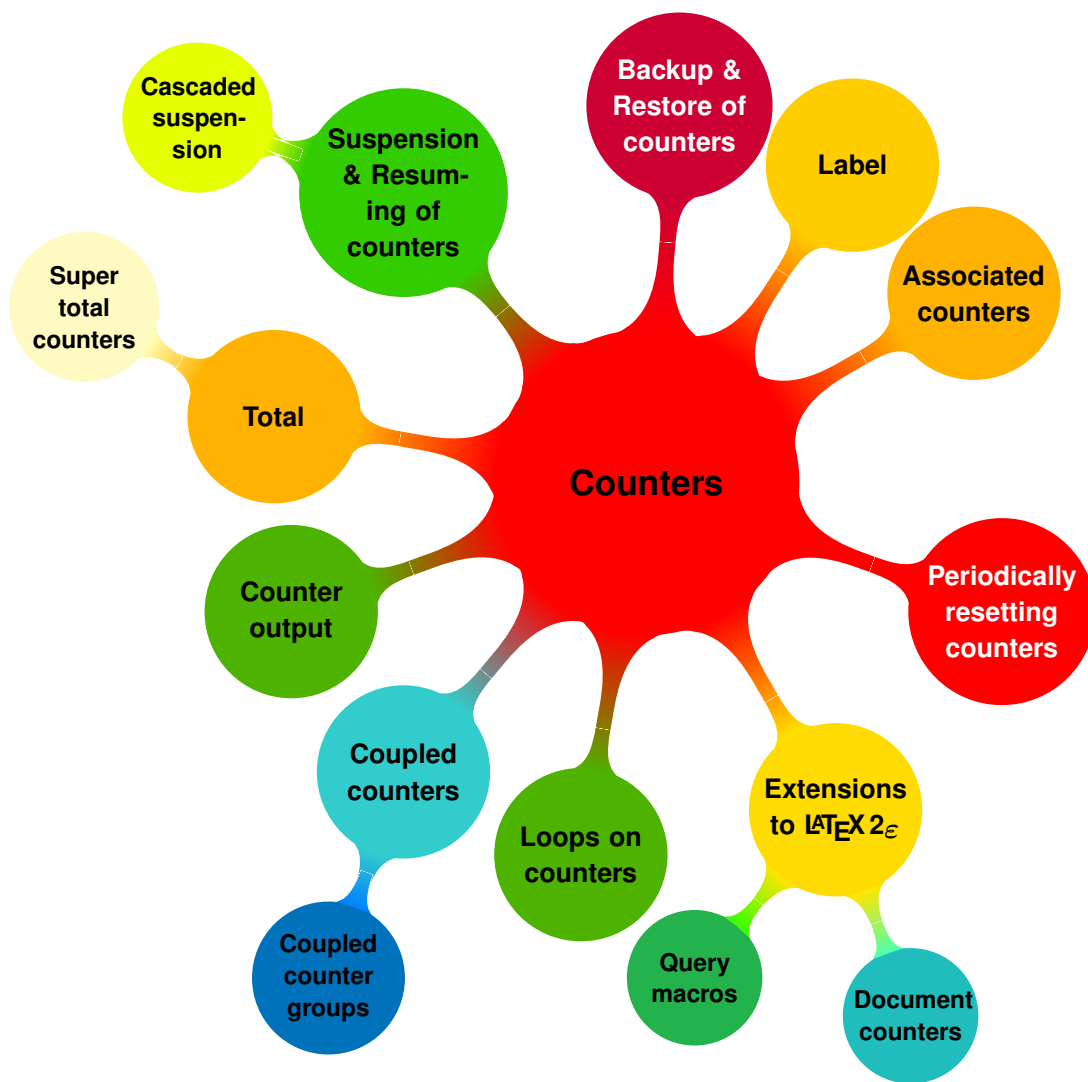 Backup &
Restore of
counters
Cascaded
suspen-
sion
Suspension
& Resum-
ing of
counters
Label
Associated
counters
Super
total
counters
Total
Counters
Counter
output
Periodically
resetting
counters
Coupled
counters
Extensions
to LATEX 2ε
Loops on
counters
Coupled
counter
groups
Query
macros
Document
counters